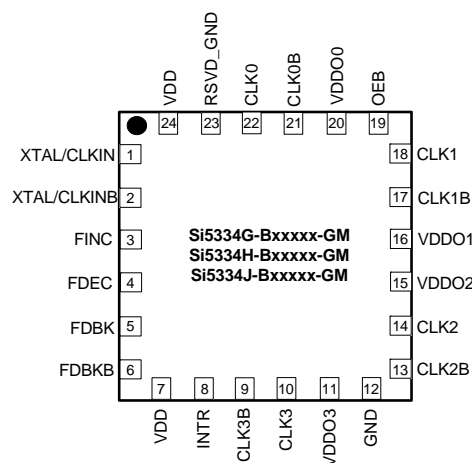 VDD
RSVD_GND
CLK0
CLK0B
VDDO0
OEB
24
23
22
21
20
19
XTAL/CLKIN
1
18
CLK1
XTAL/CLKINB
2
17
CLK1B
FINC
3
Si5334G-Bxxxxx-GM
Si5334H-Bxxxxx-GM
Si5334J-Bxxxxx-GM
16
VDDO1
FDEC
4
15
VDDO2
FDBK
5
14
CLK2
FDBKB
6
13
CLK2B
7
8
9
10
11
12
VDD
INTR
CLK3B
CLK3
VDDO3
GND